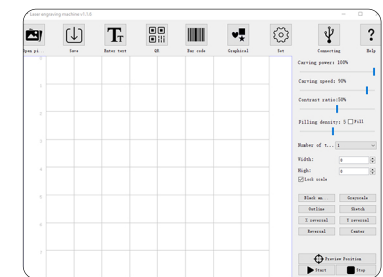 Laser engraving machine-v1.1.6
Open pi..
Save
Enter text
QR
Bar code
Graphical
Set
Connecting
Help
Carving power: 100%
Carving speed: 90%
Contrast ratio:50%
Filling density: 5 Fill
Number of t... 1
Width: 0
High: 0
Lock scale
Black an... Grayscale
Outline Sketch
X reversal Y reversal
Reversal Center
Preview Position
Start Stop